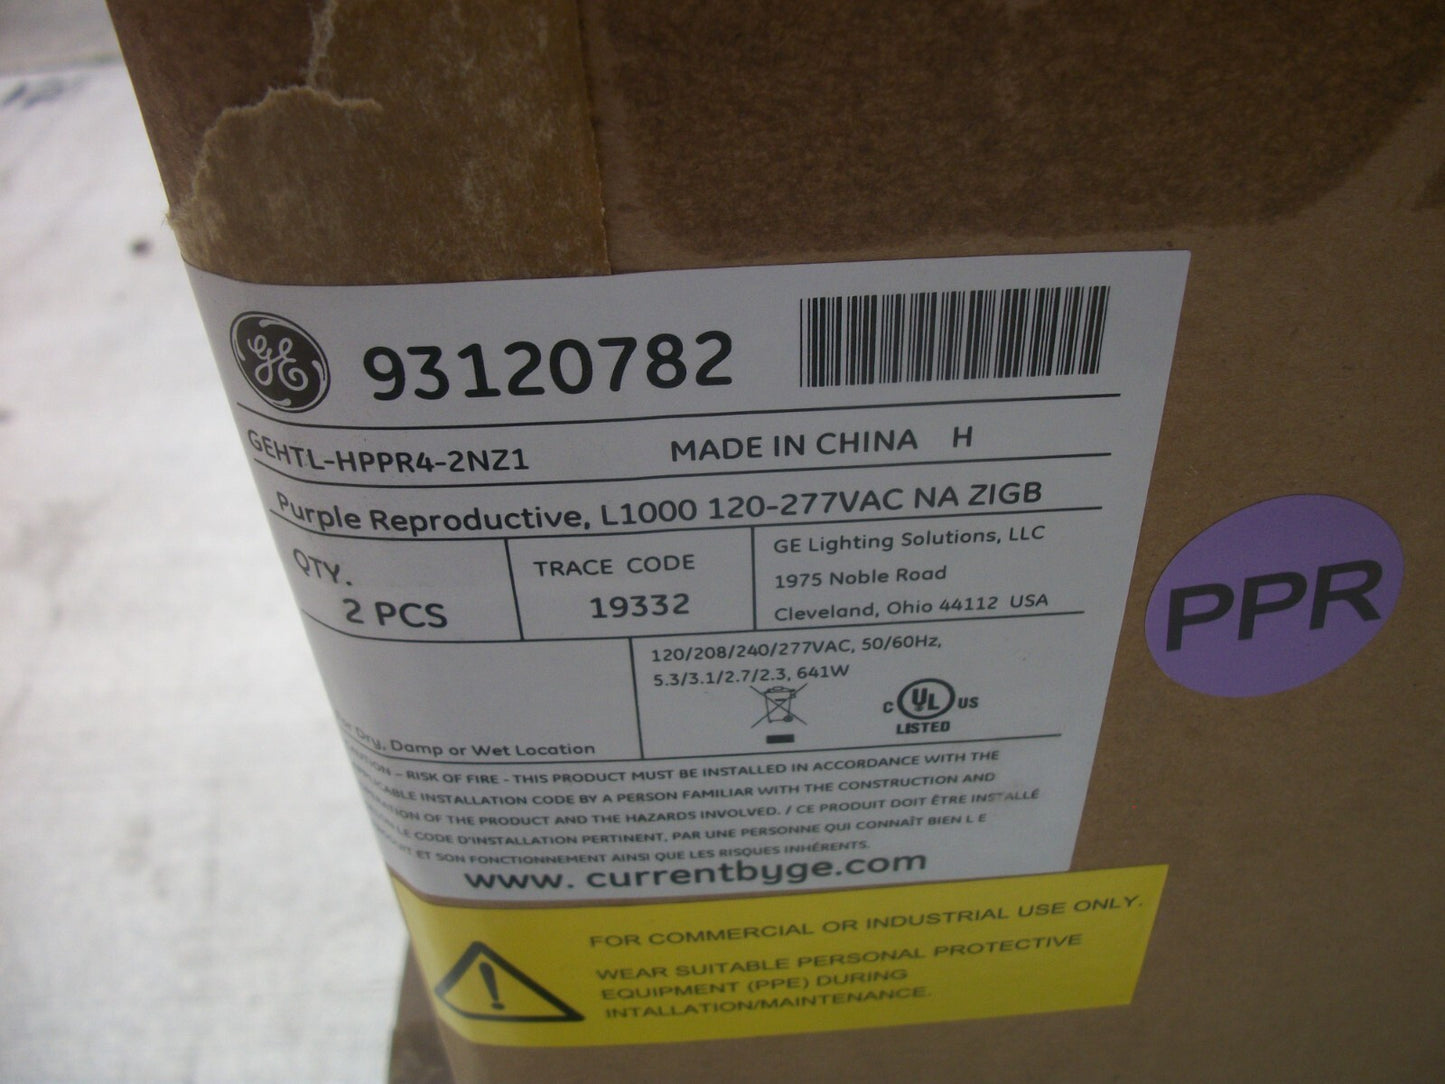 GE 93120782
GEHTL-HPPR4-2NZ1 MADE IN CHINA H
Purple Reproductive, L1000 120-277VAC NA ZIGB
QTY.
2 PCS
TRACE CODE
19332
GE Lighting Solutions, LLC
1975 Noble Road
Cleveland, Ohio 44112 USA
120/208/240/277VAC, 50/60Hz,
5.3/3.1/2.7/2.3, 641W
C UL US
LISTED
Dry, Damp or Wet Location
- RISK OF FIRE - THIS PRODUCT MUST BE INSTALLED IN ACCORDANCE WITH THE
INSTALLATION CODE BY A PERSON FAMILIAR WITH THE CONSTRUCTION AND
OF THE PRODUCT AND THE HAZARDS INVOLVED. / CE PRODUIT DOIT ÊTRE INSTALLÉ
LE CODE D'INSTALLATION PERTINENT, PAR UNE PERSONNE QUI CONNAÎT BIEN L E
ET SON FONCTIONNEMENT AINSI QUE LES RISQUES INHÉRENTS.
www. currentbyge.com
PPR
FOR COMMERCIAL OR INDUSTRIAL USE ONLY.
WEAR SUITABLE PERSONAL PROTECTIVE
EQUIPMENT (PPE) DURING
INTALLATION/MAINTENANCE.